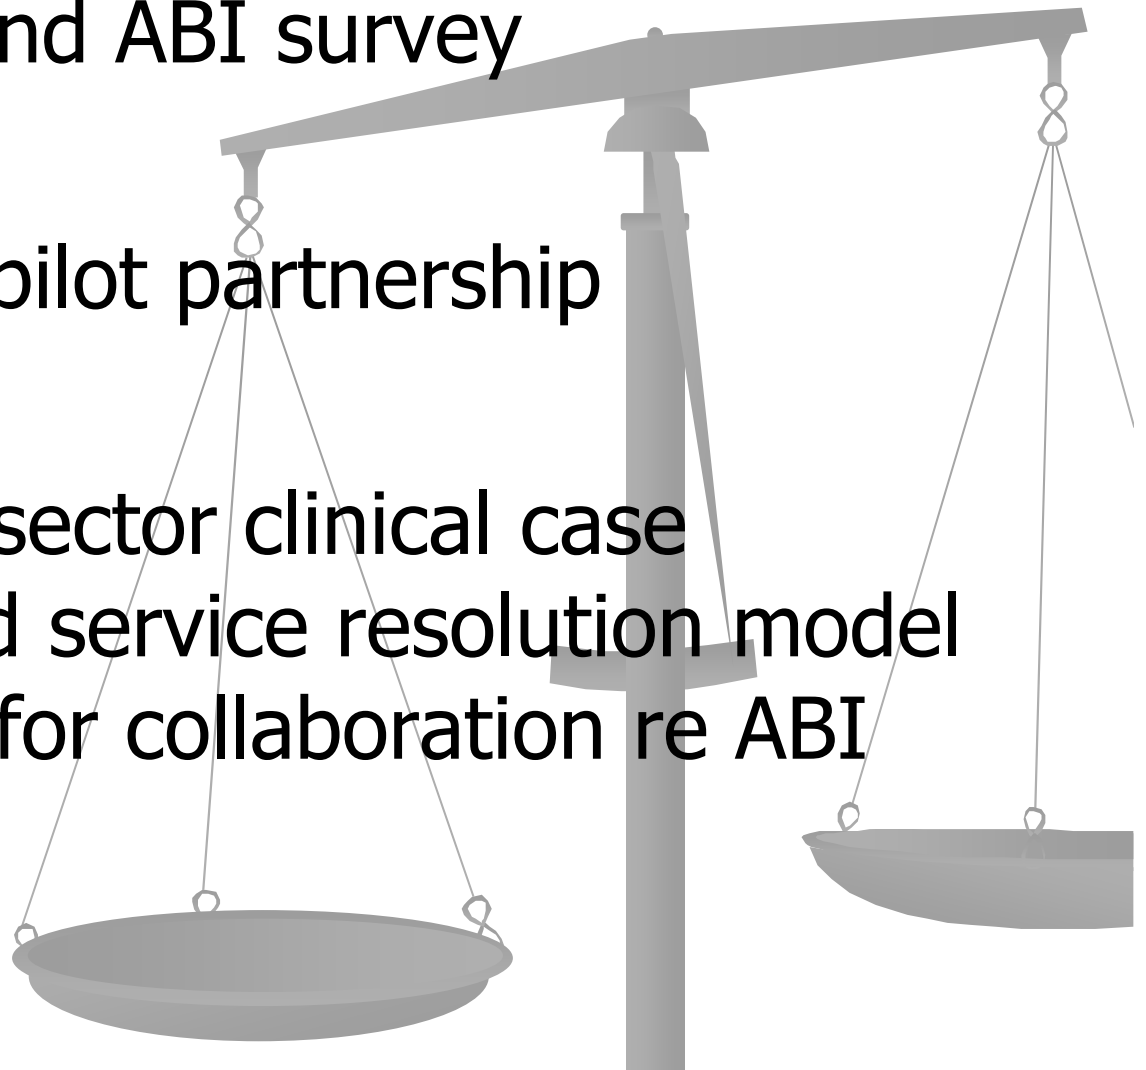 nd ABI survey
pilot partnership
sector clinical case
d service resolution model
for collaboration re ABI